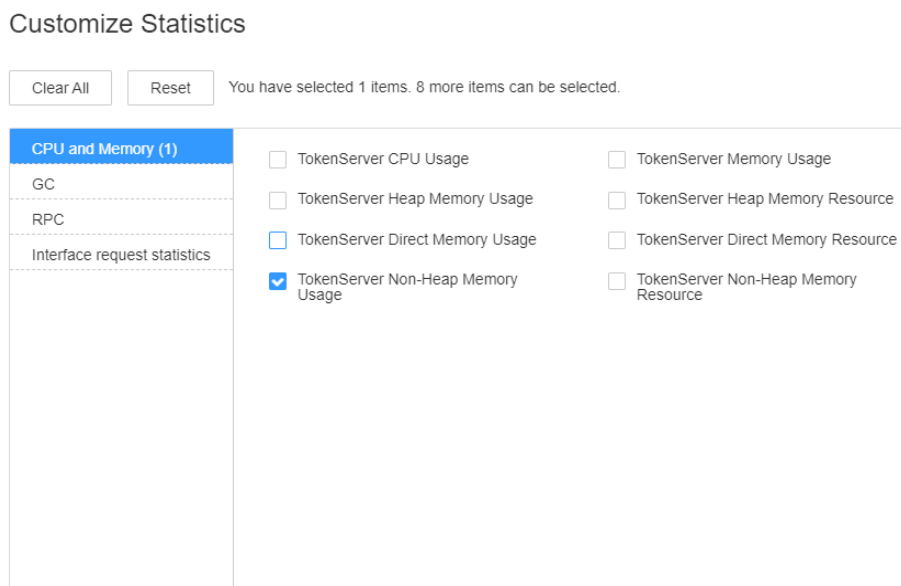 Customize Statistics
Clear All
Reset
You have selected 1 items. 8 more items can be selected.
CPU and Memory (1)
GC
RPC
Interface request statistics
TokenServer CPU Usage
TokenServer Memory Usage
TokenServer Heap Memory Usage
TokenServer Heap Memory Resource
TokenServer Direct Memory Usage
TokenServer Direct Memory Resource
TokenServer Non-Heap Memory
Usage
TokenServer Non-Heap Memory
Resource